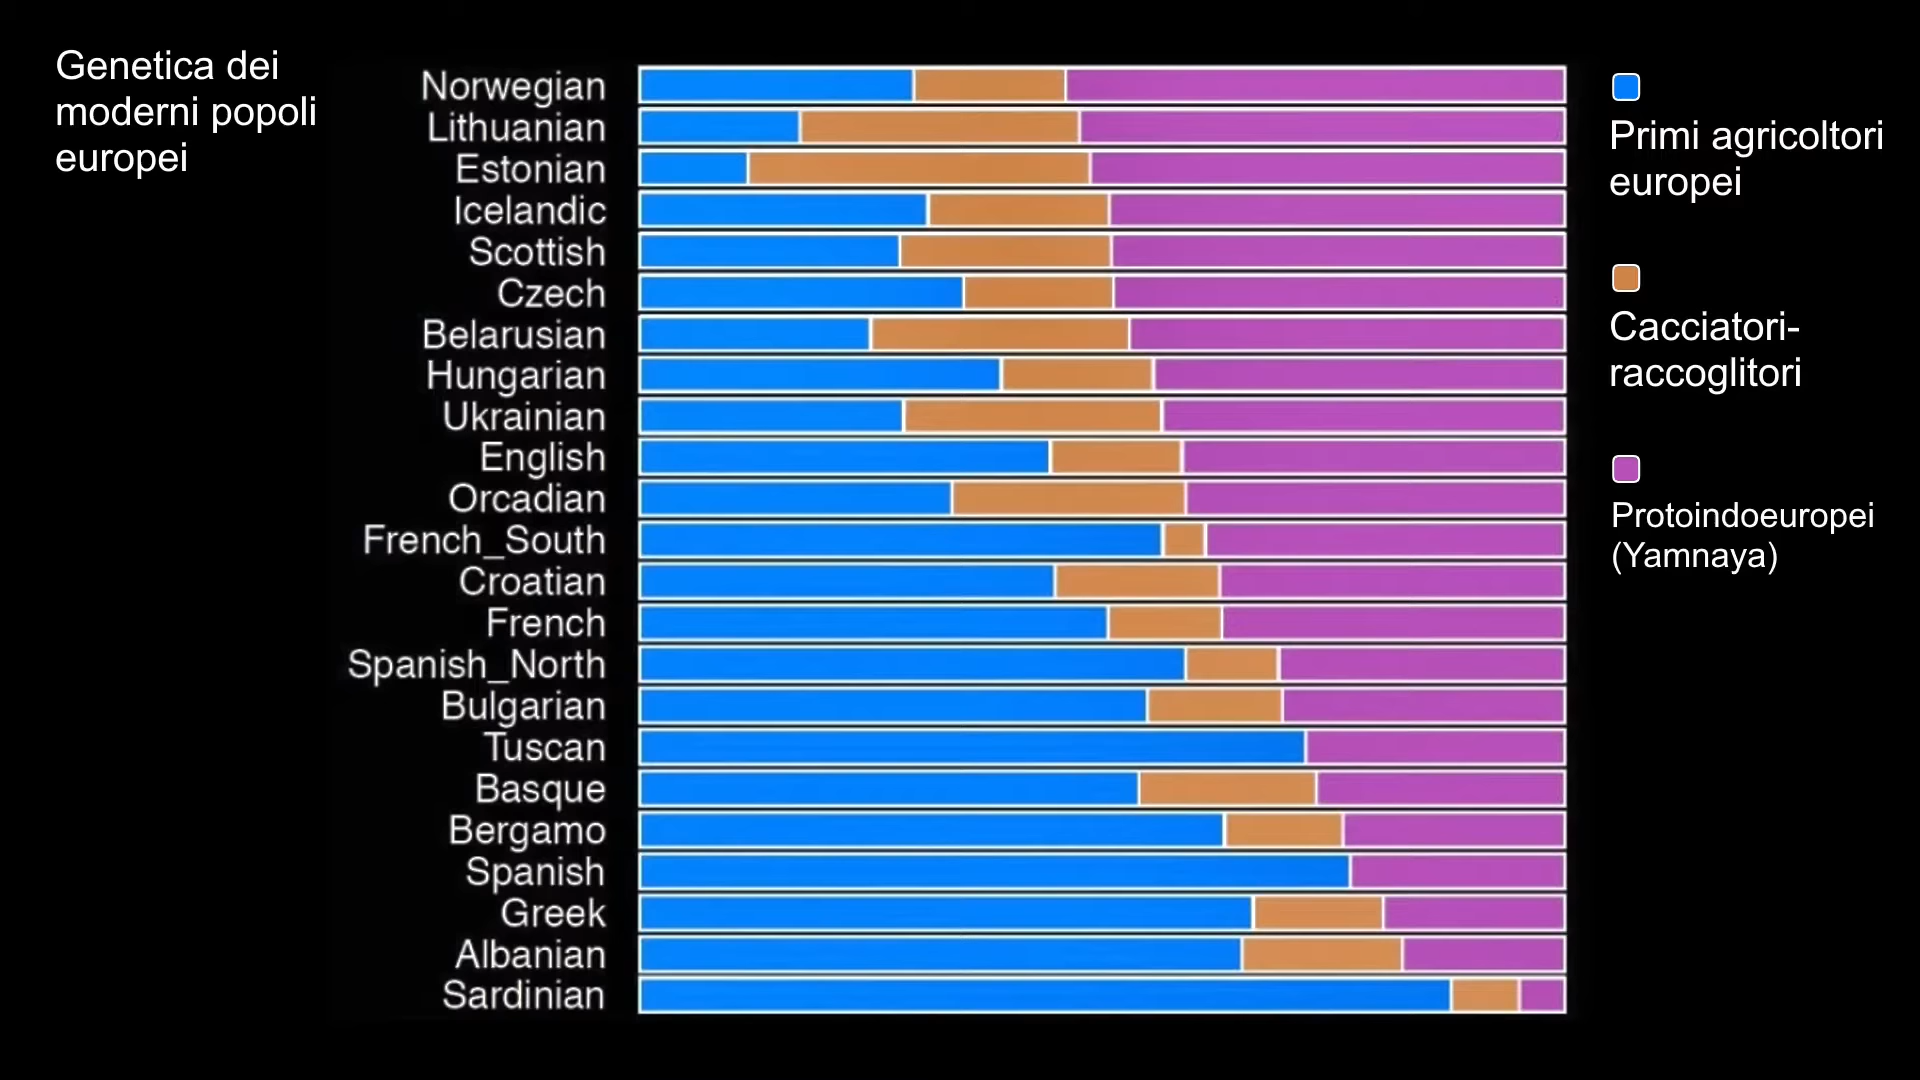 Genetica dei
moderni popoli
europei
Norwegian
Lithuanian
Estonian
Icelandic
Scottish
Czech
Belarusian
Hungarian
Ukrainian
English
Orcadian
French_South
Croatian
French
Spanish_North
Bulgarian
Tuscan
Basque
Bergamo
Spanish
Greek
Albanian
Sardinian
Primi agricoltori
europei
Cacciatori-
raccoglitori
Protoindoeuropei
(Yamnaya)